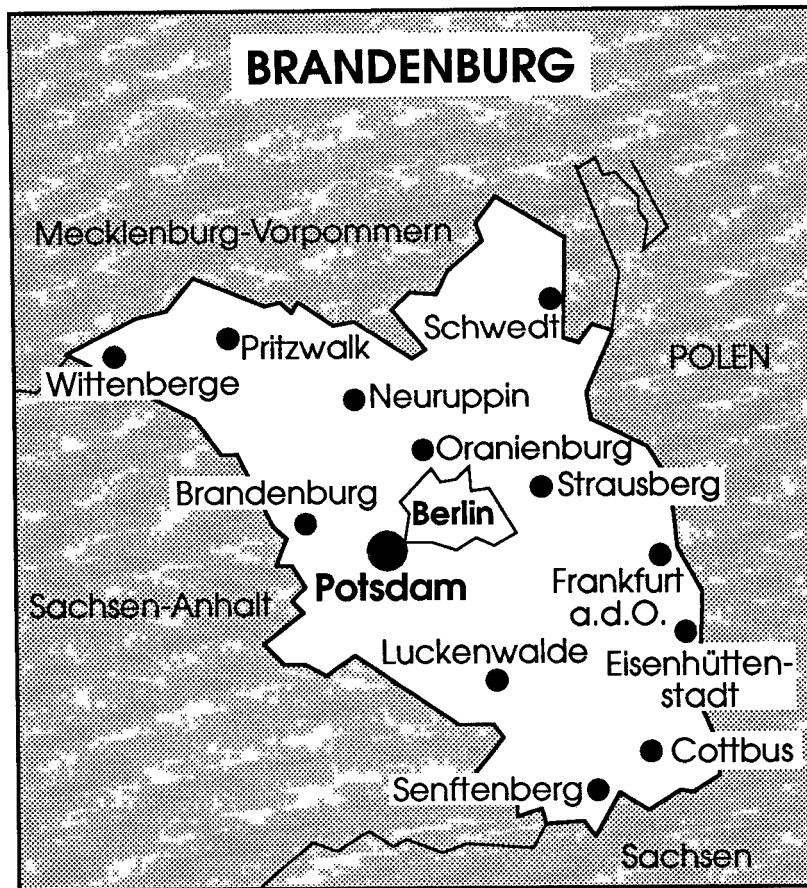 BRANDENBURG
Mecklenburg-Vorpommern
Schwedt
Pritzwalk
POLEN
Wittenberge
Neuruppin
Oranienburg
Strausberg
Brandenburg
Berlin
Potsdam
Frankfurt
a.d.O.
Sachsen-Anhalt
Luckenwalde
Eisenhütten-
stadt
Cottbus
Senftenberg
Sachsen